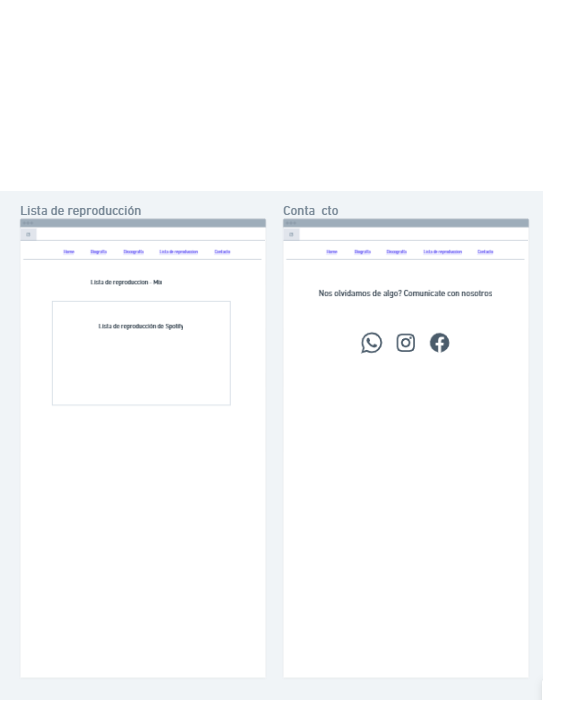 Lista de reproducción
Home Biografía Discografía Lista de reproduccion Contacto
Lista de reproduccion - Mix
Lista de reproducción de Spotify
Conta cto
Home Biografía Discografía Lista de reproduccion Contacto
Nos olvidamos de algo? Comunicate con nosotros